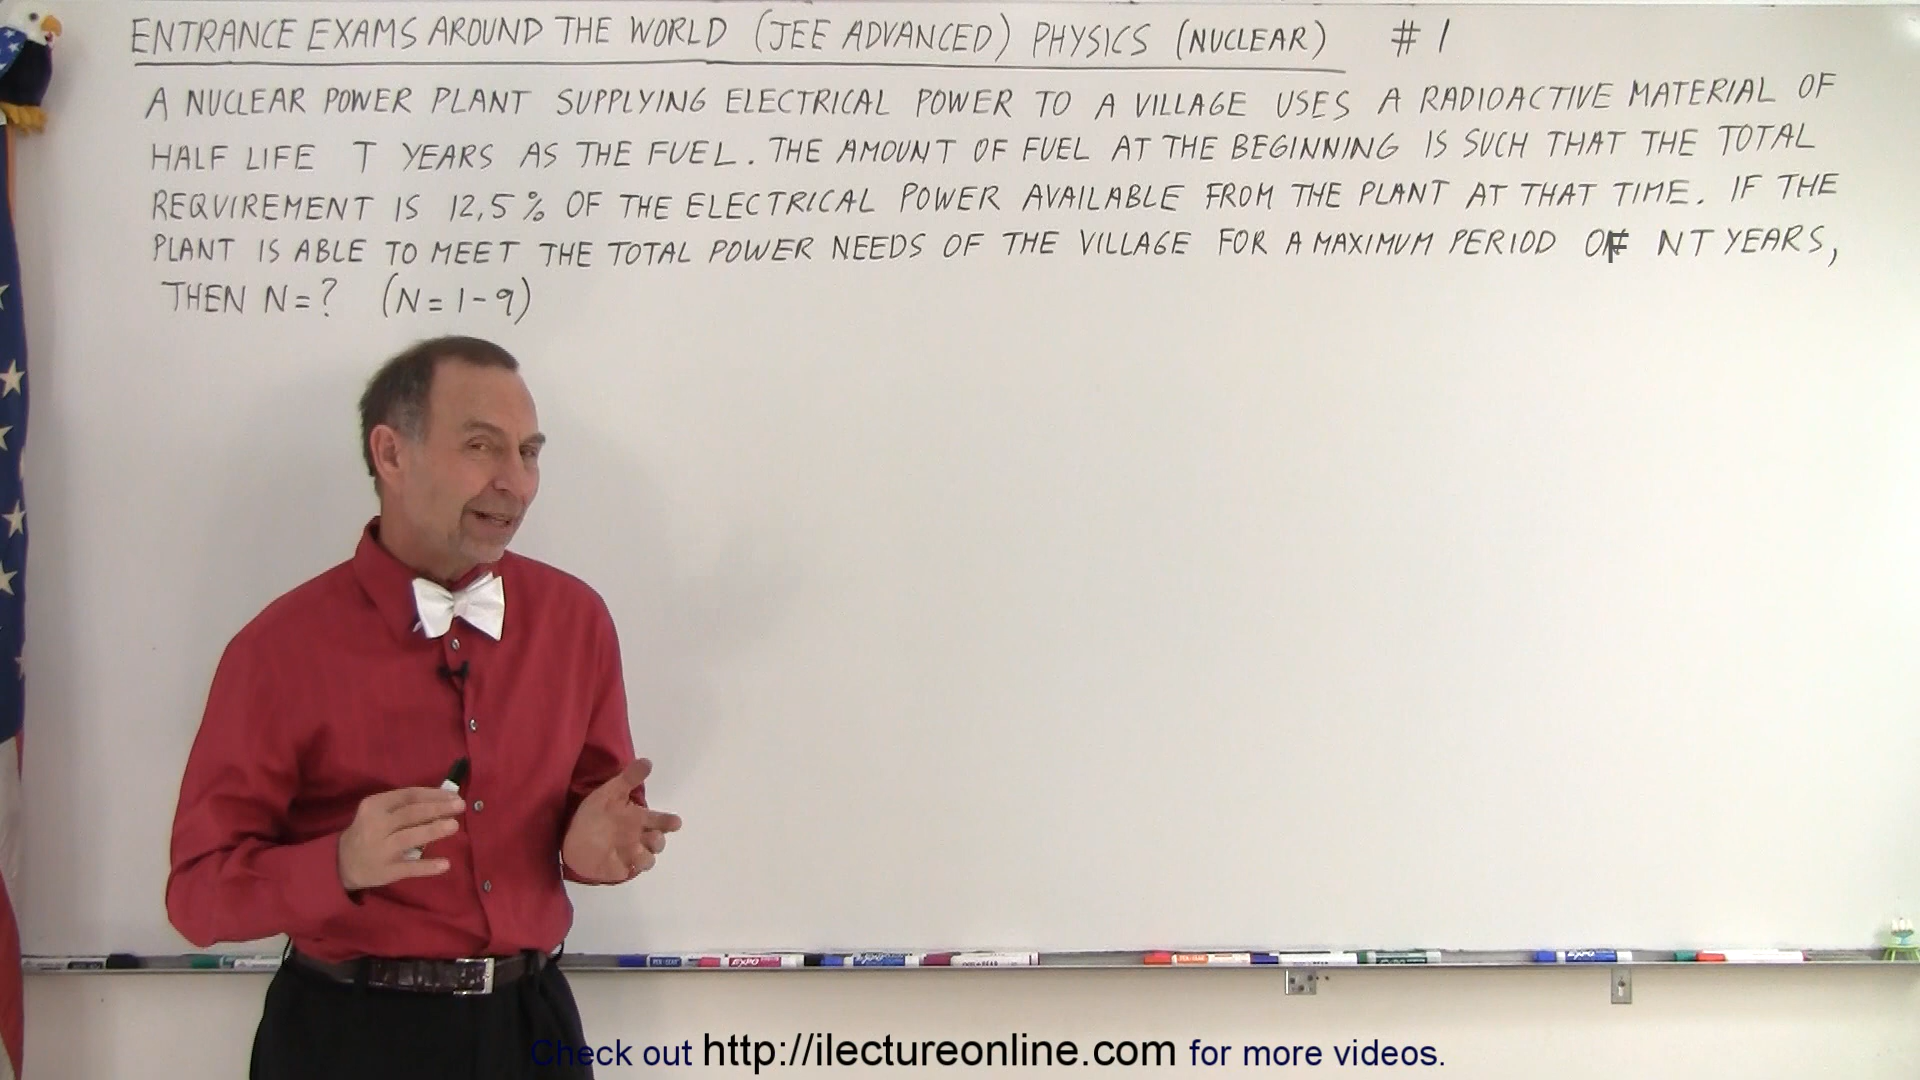 ENTRANCE EXAMS AROUND THE WORLD (JEE ADVANCED) PHYSICS (NUCLEAR) # 1
A NUCLEAR POWER PLANT SUPPLYING ELECTRICAL POWER TO A VILLAGE USES A RADIOACTIVE MATERIAL OF
HALF LIFE T YEARS AS THE FUEL. THE AMOUNT OF FUEL AT THE BEGINNING IS SUCH THAT THE TOTAL
REQUIREMENT IS 12,5% OF THE ELECTRICAL POWER AVAILABLE FROM THE PLANT AT THAT TIME. IF THE
PLANT IS ABLE TO MEET THE TOTAL POWER NEEDS OF THE VILLAGE FOR A MAXIMUM PERIOD OF NT YEARS,
THEN N=? (N=1-9)
EXPO
Check out http://ilectureonline.com for more videos.